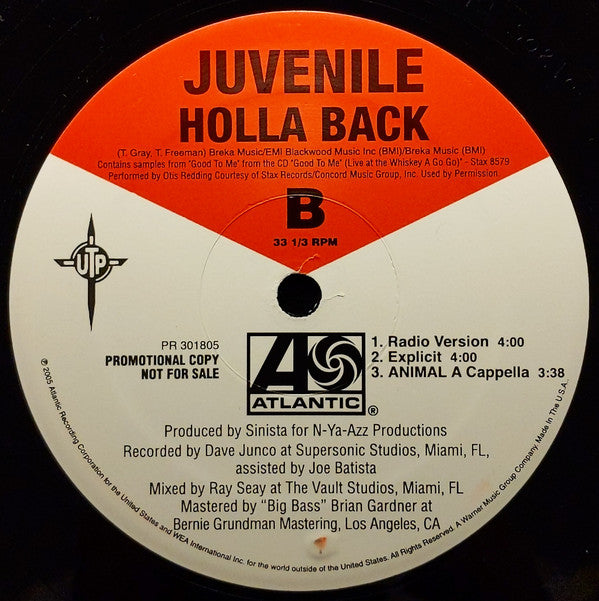 JUVENILE
HOLLA BACK
(T. Gray, T. Freeman) Breka Music/EMI Blackwood Music Inc (BMI)/Breka Music (BMI)
Contains samples from "Good To Me" from the CD "Good To Me" (Live at the Whiskey A Go Go)" - Stax 8579
Performed by Otis Redding Courtesy of Stax Records/Concord Music Group, Inc. Used by Permission.
B
33 1/3 RPM
UTP
PR 301805
PROMOTIONAL COPY
NOT FOR SALE
ATLANTIC ®
1. Radio Version 4:00
2. Explicit 4:00
3. ANIMAL A Cappella 3:38
Produced by Sinista for N-Ya-Azz Productions
Recorded by Dave Junco at Supersonic Studios, Miami, FL,
assisted by Joe Batista
Mixed by Ray Seay at The Vault Studios, Miami, FL
Mastered by "Big Bass" Brian Gardner at
Bernie Grundman Mastering, Los Angeles, CA
℗ 2005 Atlantic Recording Corporation for the United States and WEA International Inc. for the world outside of the United States. All Rights Reserved. A Warner Music Group Company. Made In The U.S.A.